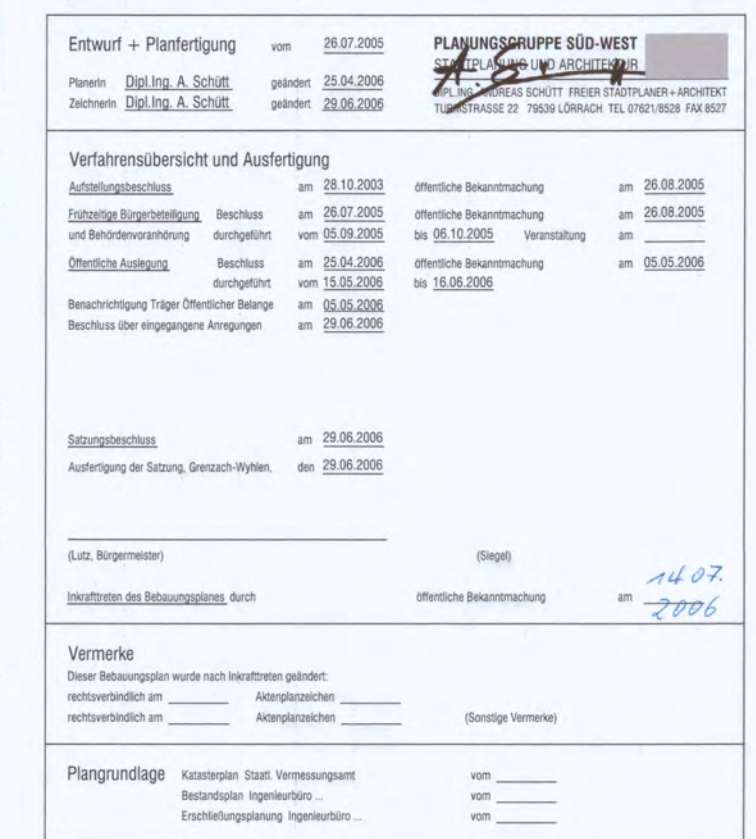 Entwurf + Planfertigung vom 26.07.2005
PlanerIn Dipl.Ing. A. Schütt geändert 25.04.2006
ZeichnerIn Dipl.Ing. A. Schütt geändert 29.06.2006
PLANUNGSGRUPPE SÜD-WEST
STADTPLANUNG UND ARCHITEKTUR
DIPL.ING. ANDREAS SCHÜTT FREIER STADTPLANER+ARCHITEKT
TURMSTRASSE 22 79539 LÖRRACH TEL 07621/8528 FAX 8527
Verfahrensübersicht und Ausfertigung
Aufstellungsbeschluss am 28.10.2003 öffentliche Bekanntmachung am 26.08.2005
Frühzeitige Bürgerbeteiligung Beschluss am 26.07.2005 öffentliche Bekanntmachung am 26.08.2005
und Behördenvoranhörung durchgeführt vom 05.09.2005 bis 06.10.2005 Veranstaltung am
Öffentliche Auslegung Beschluss am 25.04.2006 öffentliche Bekanntmachung am 05.05.2006
durchgeführt vom 15.05.2006 bis 16.06.2006
Benachrichtigung Träger Öffentlicher Belange am 05.05.2006
Beschluss über eingegangene Anregungen am 29.06.2006
Satzungsbeschluss am 29.06.2006
Ausfertigung der Satzung, Grenzach-Wyhlen, den 29.06.2006
(Lutz, Bürgermeister) (Siegel)
Inkrafttreten des Bebauungsplanes durch öffentliche Bekanntmachung am 14.07.
2006
Vermerke
Dieser Bebauungsplan wurde nach Inkrafttreten geändert:
rechtsverbindlich am Aktenplanzeichen
rechtsverbindlich am Aktenplanzeichen (Sonstige Vermerke)
Plangrundlage Katasterplan Staatl. Vermessungsamt vom
Bestandsplan Ingenieurbüro ... vom
Erschließungsplanung Ingenieurbüro ... vom